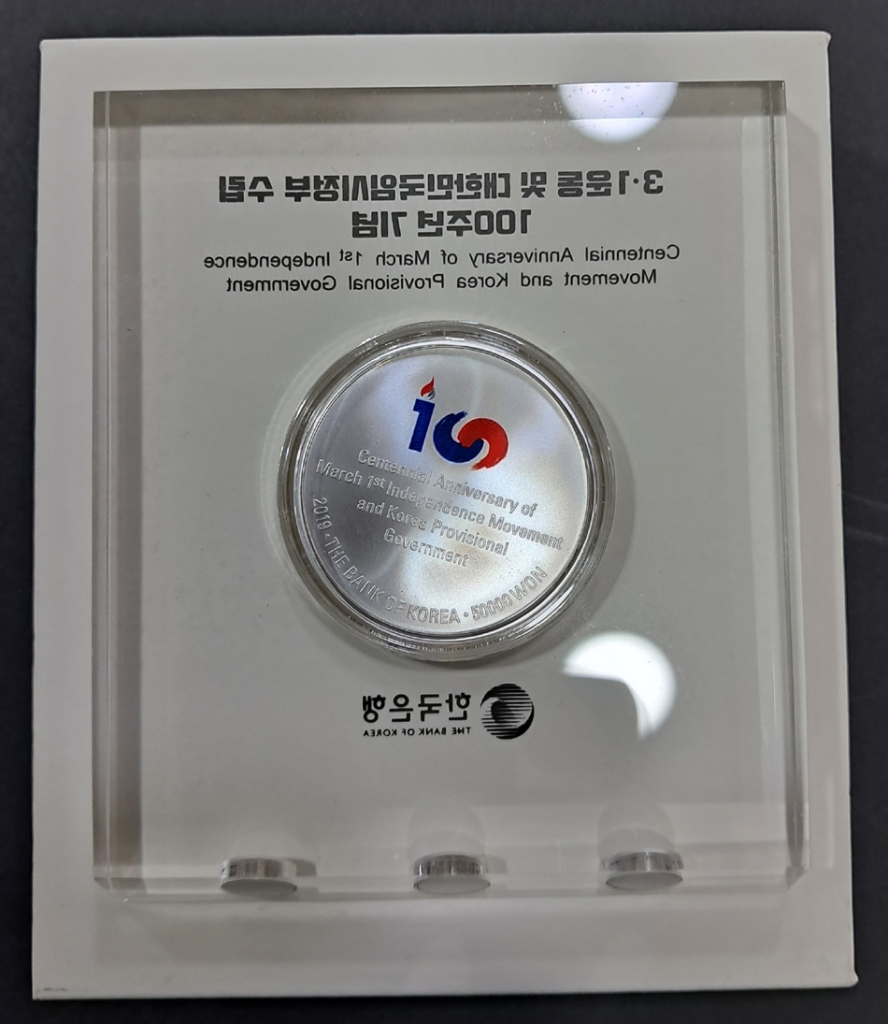 3·1운동 및 대한민국임시정부 수립
100주년 기념
Centennial Anniversary of March 1st Independence
Movement and Korea Provisional Government
100
Centennial Anniversary of
March 1st Independence Movement
and Korea Provisional
Government
2019 · THE BANK OF KOREA · 50000 WON
한국은행
THE BANK OF KOREA